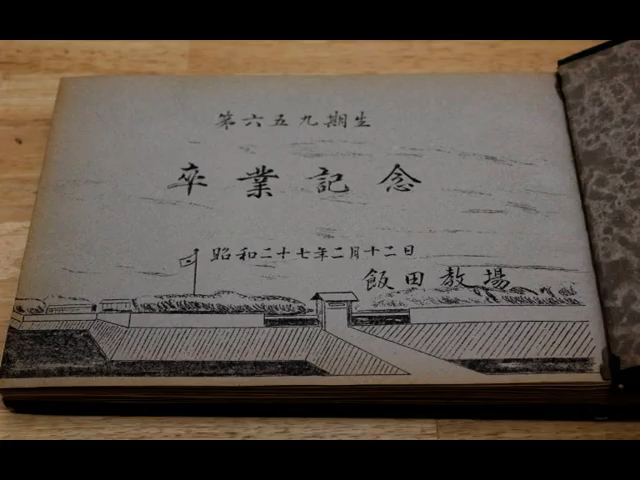 第六五九期生
卒業記念
昭和二十七年二月十二日
飯田教場